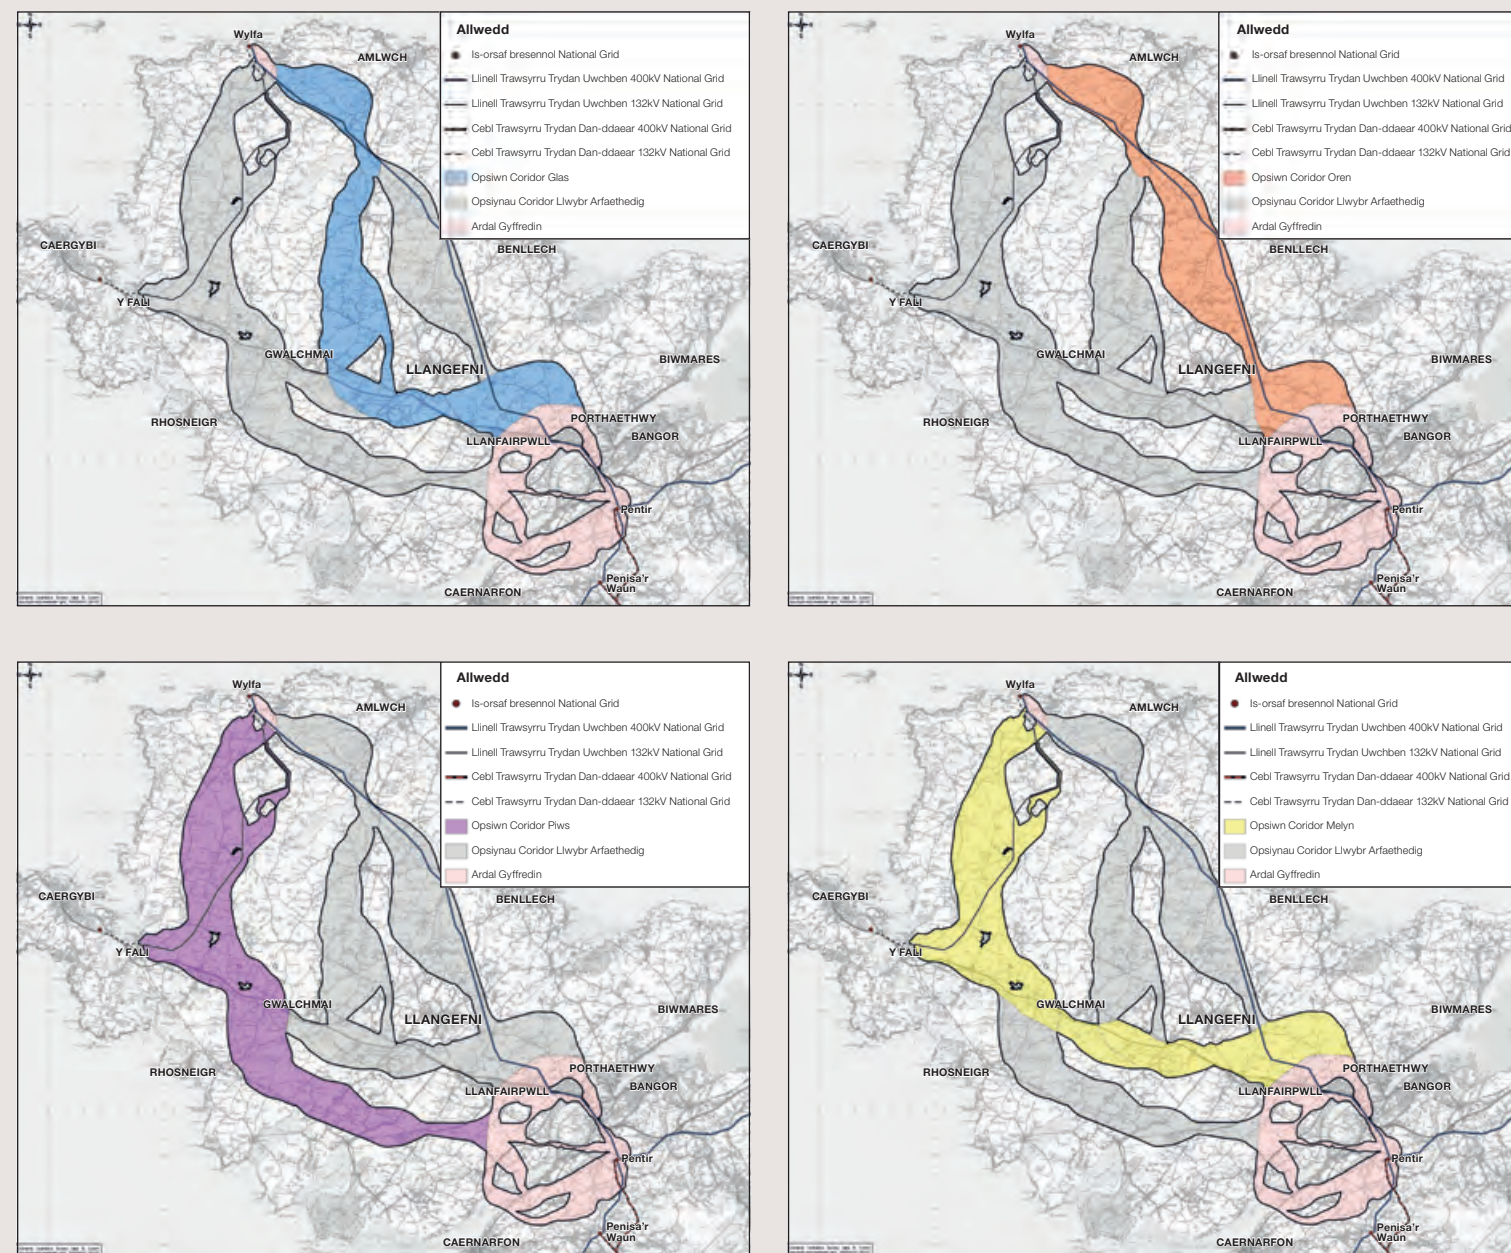 Allwedd
Is-orsaf bresennol National Grid
Llinell Trawsyrru Trydan Uwchben 400kV National Grid
Llinell Trawsyrru Trydan Uwchben 132kV National Grid
Cebl Trawsyrru Trydan Dan-ddaear 400kV National Grid
Cebl Trawsyrru Trydan Dan-ddaear 132kV National Grid
Opsiwn Coridor Glas
Opsiynau Coridor Llwybr Arfaethedig
Ardal Gyffredin
Wylfa
AMLWCH
CAERGYBI
BENLLECH
Y FALI
GWALCHMAI
LLANGEFNI
BIWMARES
RHOSNEIGR
PORTHAETHWY
BANGOR
LLANFAIRPWLL
Pentir
Penisa'r
Waun
CAERNARFON
Allwedd
Is-orsaf bresennol National Grid
Llinell Trawsyrru Trydan Uwchben 400kV National Grid
Llinell Trawsyrru Trydan Uwchben 132kV National Grid
Cebl Trawsyrru Trydan Dan-ddaear 400kV National Grid
Cebl Trawsyrru Trydan Dan-ddaear 132kV National Grid
Opsiwn Coridor Oren
Opsiynau Coridor Llwybr Arfaethedig
Ardal Gyffredin
Wylfa
AMLWCH
CAERGYBI
BENLLECH
Y FALI
GWALCHMAI
LLANGEFNI
BIWMARES
RHOSNEIGR
PORTHAETHWY
BANGOR
LLANFAIRPWLL
Pentir
Penisa'r
Waun
CAERNARFON
Allwedd
Is-orsaf bresennol National Grid
Llinell Trawsyrru Trydan Uwchben 400kV National Grid
Llinell Trawsyrru Trydan Uwchben 132kV National Grid
Cebl Trawsyrru Trydan Dan-ddaear 400kV National Grid
Cebl Trawsyrru Trydan Dan-ddaear 132kV National Grid
Opsiwn Coridor Piws
Opsiynau Coridor Llwybr Arfaethedig
Ardal Gyffredin
Wylfa
AMLWCH
CAERGYBI
BENLLECH
Y FALI
GWALCHMAI
LLANGEFNI
BIWMARES
RHOSNEIGR
PORTHAETHWY
BANGOR
LLANFAIRPWLL
Pentir
Penisa'r
Waun
CAERNARFON
Allwedd
Is-orsaf bresennol National Grid
Llinell Trawsyrru Trydan Uwchben 400kV National Grid
Llinell Trawsyrru Trydan Uwchben 132kV National Grid
Cebl Trawsyrru Trydan Dan-ddaear 400kV National Grid
Cebl Trawsyrru Trydan Dan-ddaear 132kV National Grid
Opsiwn Coridor Melyn
Opsiynau Coridor Llwybr Arfaethedig
Ardal Gyffredin
Wylfa
AMLWCH
CAERGYBI
BENLLECH
Y FALI
GWALCHMAI
LLANGEFNI
BIWMARES
RHOSNEIGR
PORTHAETHWY
BANGOR
LLANFAIRPWLL
Pentir
Penisa'r
Waun
CAERNARFON